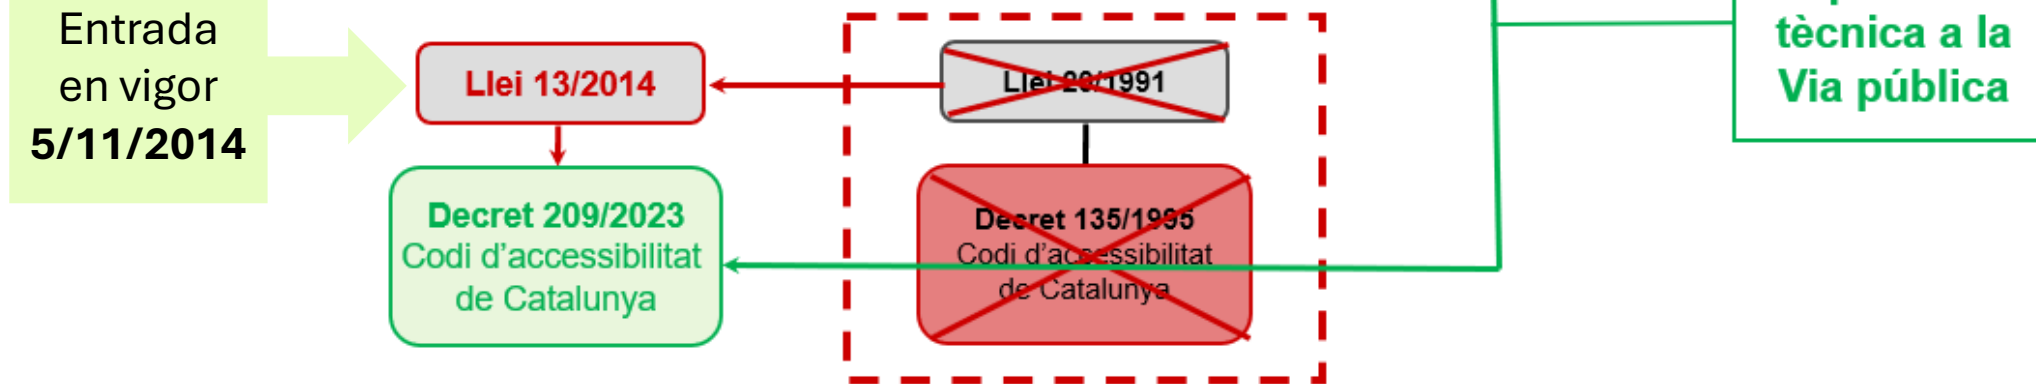 Entrada
en vigor
5/11/2014
Llei 13/2014
Llei 20/1991
Decret 209/2023
Codi d'accessibilitat
de Catalunya
Decret 135/1995
Codi d'accessibilitat
de Catalunya
tècnica a la
Via pública